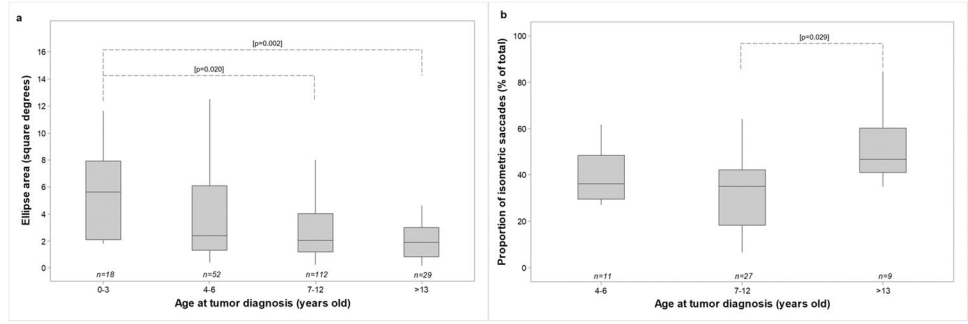 a
Ellipse area (square degrees)
16
14
12
10
8
6
4
2
0
[p=0.002]
[p=0.020]
n=18 n=52 n=112 n=29
0-3 4-6 7-12 >13
Age at tumor diagnosis (years old)
b
Proportion of isometric saccades (% of total)
100
80
60
40
20
0
[p=0.029]
n=11 n=27 n=9
4-6 7-12 >13
Age at tumor diagnosis (years old)